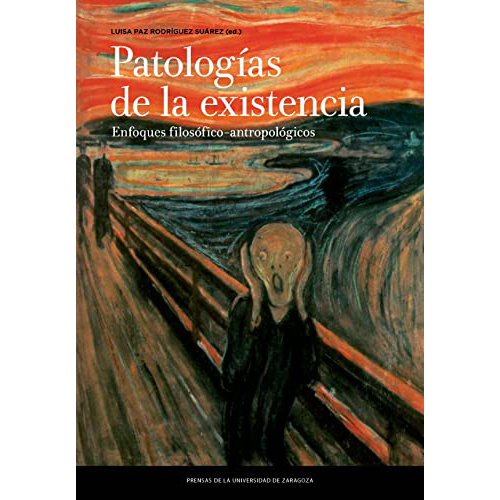 LUISA PAZ RODRÍGUEZ SUÁREZ (ed.)
Patologías
de la existencia
Enfoques filosófico-antropológicos
PRENSAS DE LA UNIVERSIDAD DE ZARAGOZA